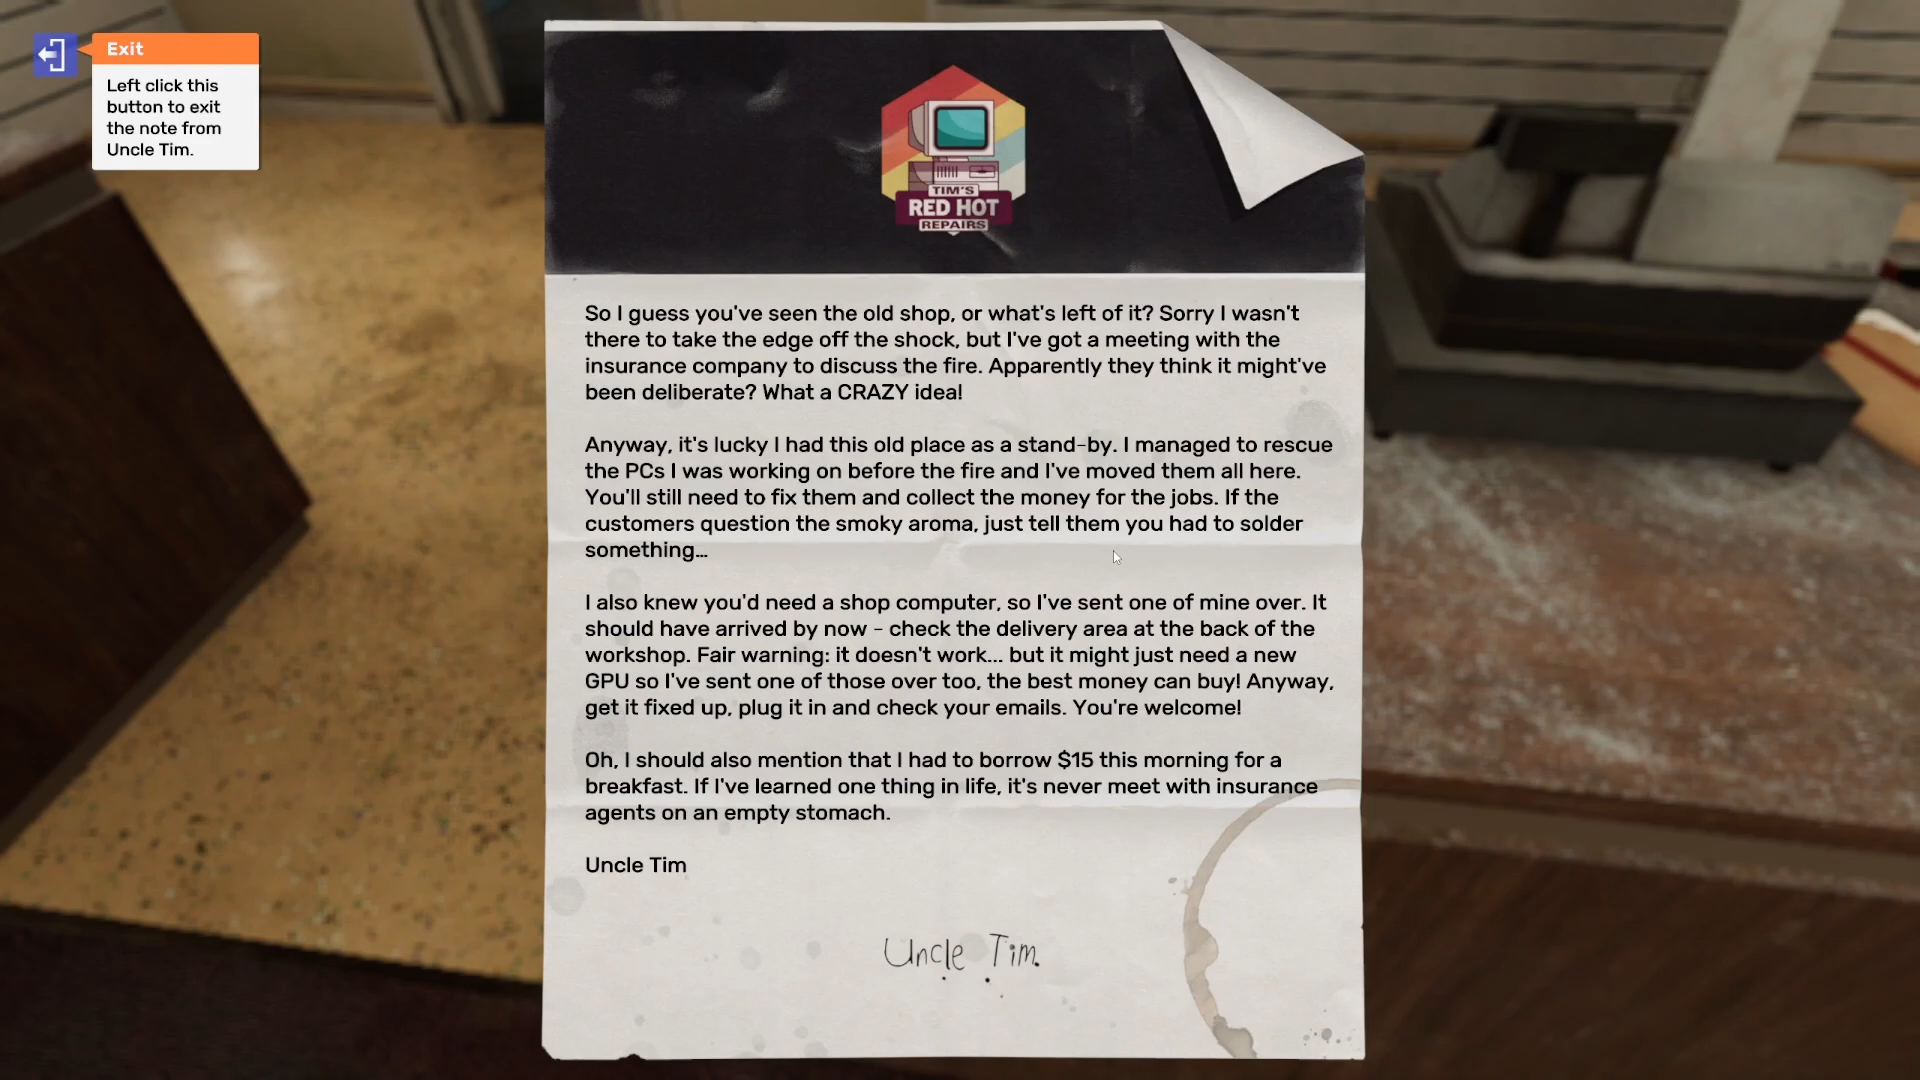 Exit
Left click this
button to exit
the note from
Uncle Tim.
TIM'S
RED HOT
REPAIRS
So I guess you've seen the old shop, or what's left of it? Sorry I wasn't
there to take the edge off the shock, but I've got a meeting with the
insurance company to discuss the fire. Apparently they think it might've
been deliberate? What a CRAZY idea!
Anyway, it's lucky I had this old place as a stand-by. I managed to rescue
the PCs I was working on before the fire and I've moved them all here.
You'll still need to fix them and collect the money for the jobs. If the
customers question the smoky aroma, just tell them you had to solder
something...
I also knew you'd need a shop computer, so I've sent one of mine over. It
should have arrived by now - check the delivery area at the back of the
workshop. Fair warning: it doesn't work... but it might just need a new
GPU so I've sent one of those over too, the best money can buy! Anyway,
get it fixed up, plug it in and check your emails. You're welcome!
Oh, I should also mention that I had to borrow $15 this morning for a
breakfast. If I've learned one thing in life, it's never meet with insurance
agents on an empty stomach.
Uncle Tim
Uncle Tim.